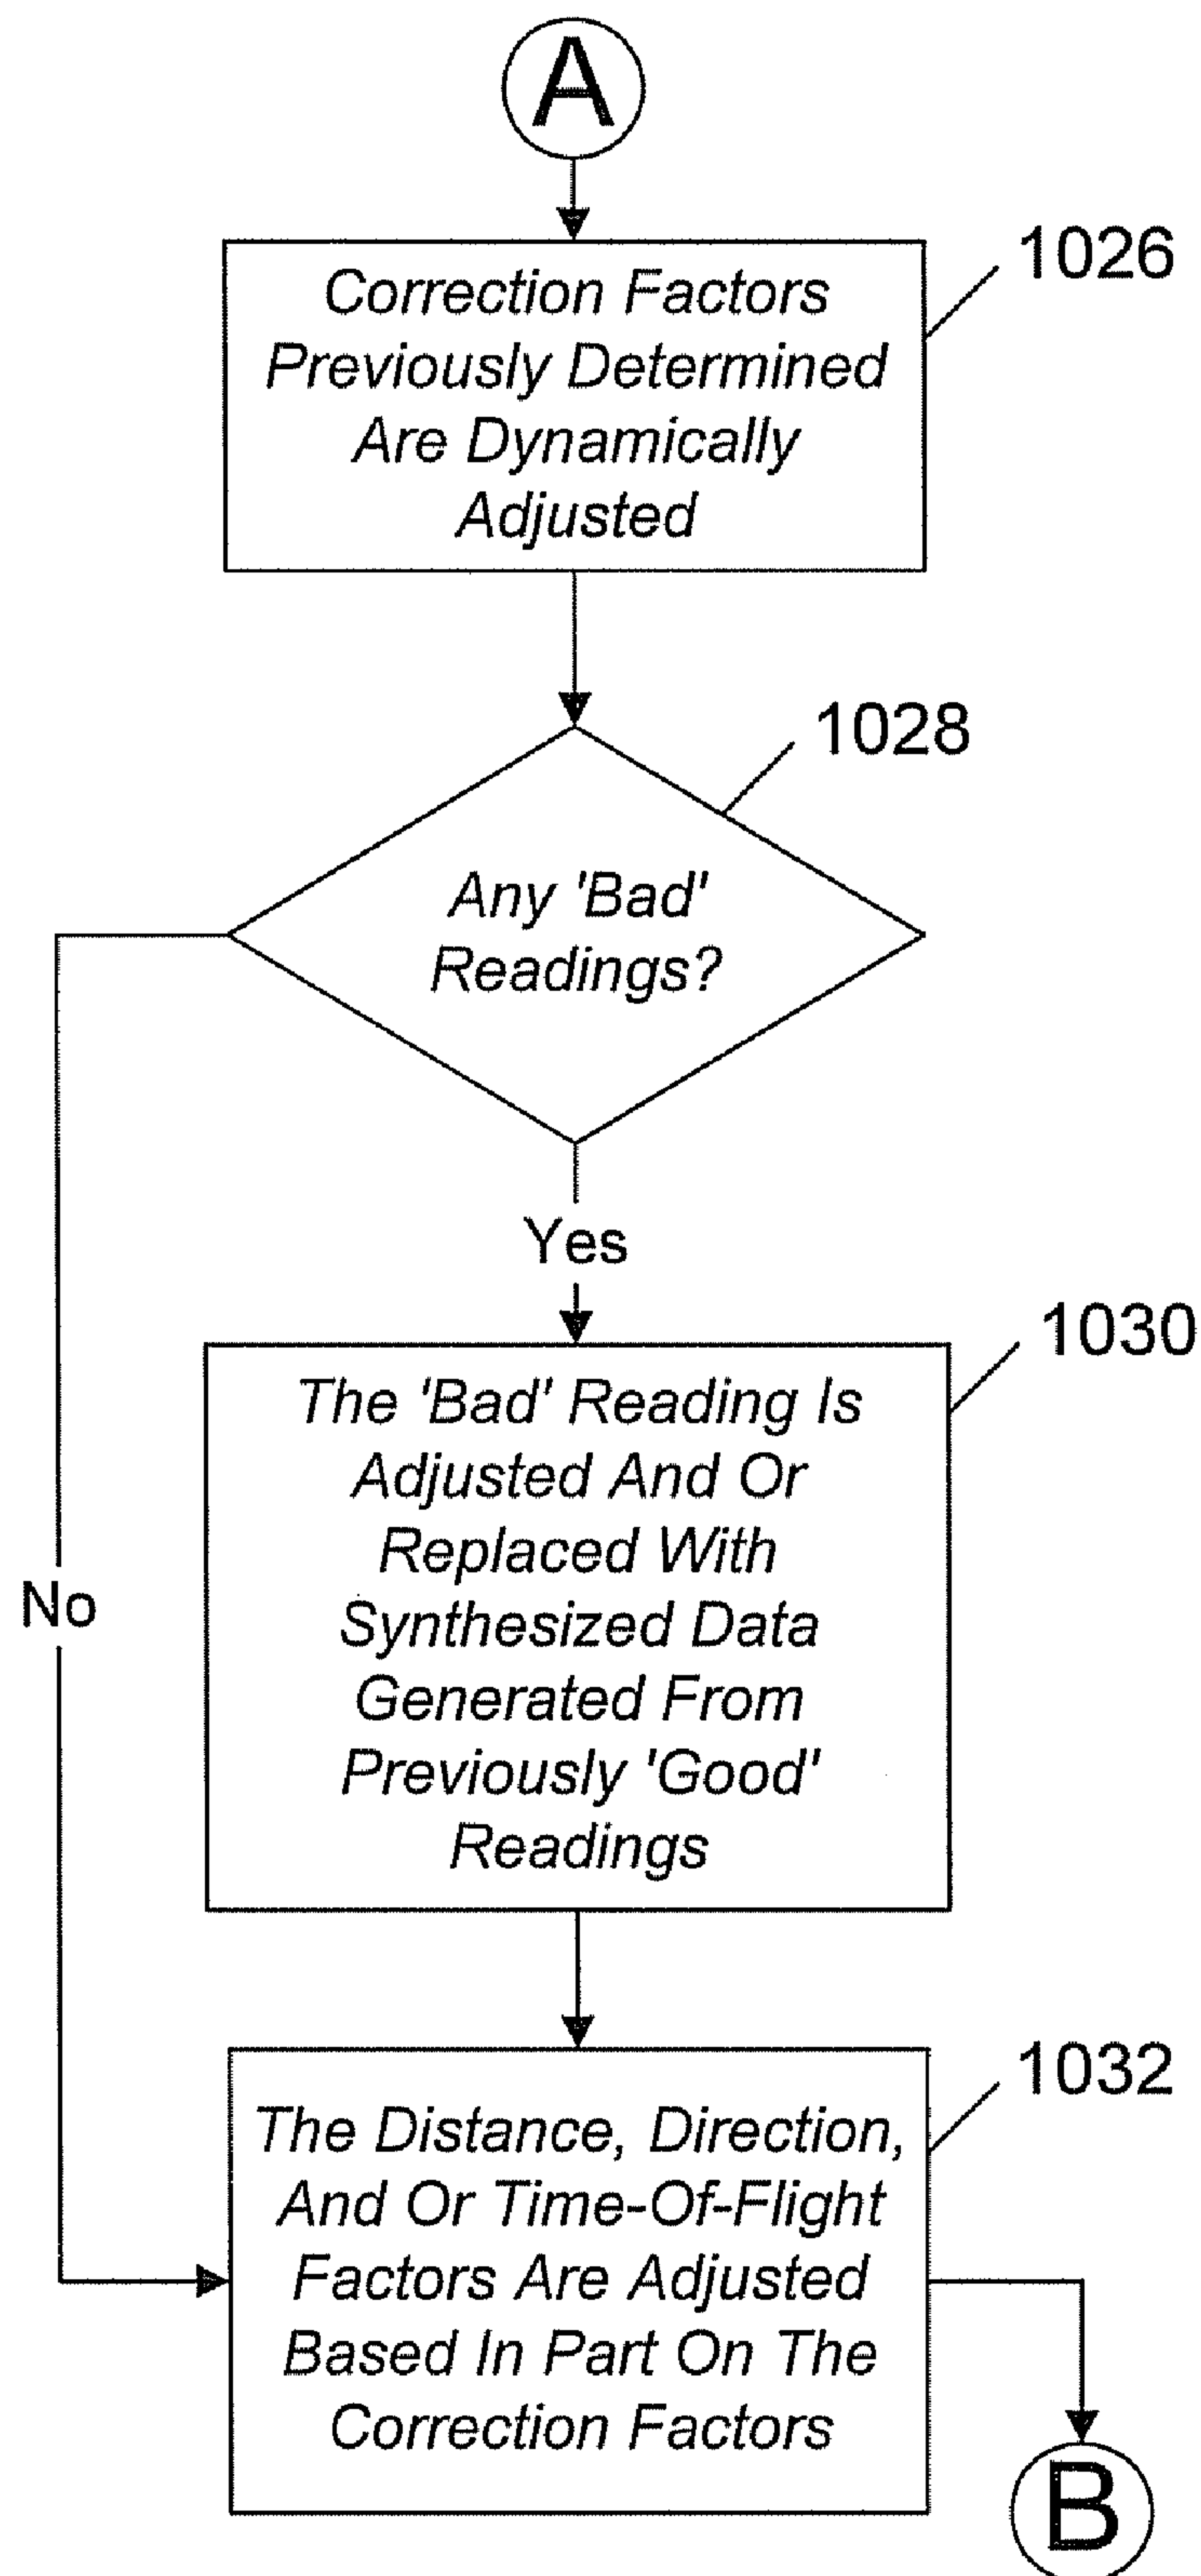 A
1026
Correction Factors
Previously Determined
Are Dynamically
Adjusted
1028
Any 'Bad'
Readings?
Yes
1030
The 'Bad' Reading Is
Adjusted And Or
Replaced With
Synthesized Data
Generated From
Previously 'Good'
Readings
No
1032
The Distance, Direction,
And Or Time-Of-Flight
Factors Are Adjusted
Based In Part On The
Correction Factors
B